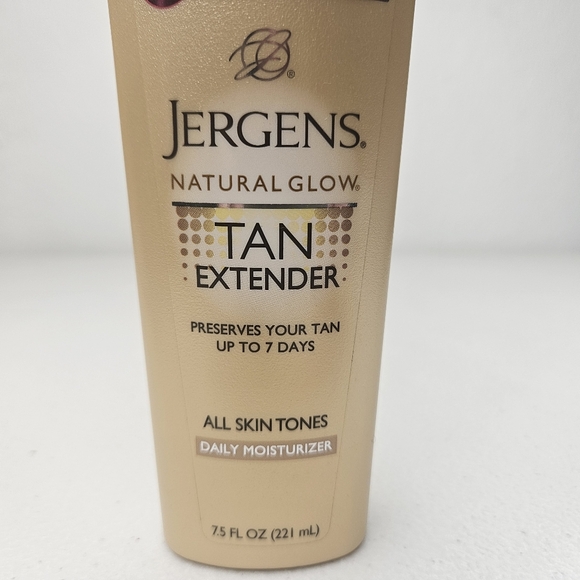 JERGENS®
NATURAL GLOW®
TAN
EXTENDER
PRESERVES YOUR TAN
UP TO 7 DAYS
ALL SKIN TONES
DAILY MOISTURIZER
7.5 FL OZ (221 mL)